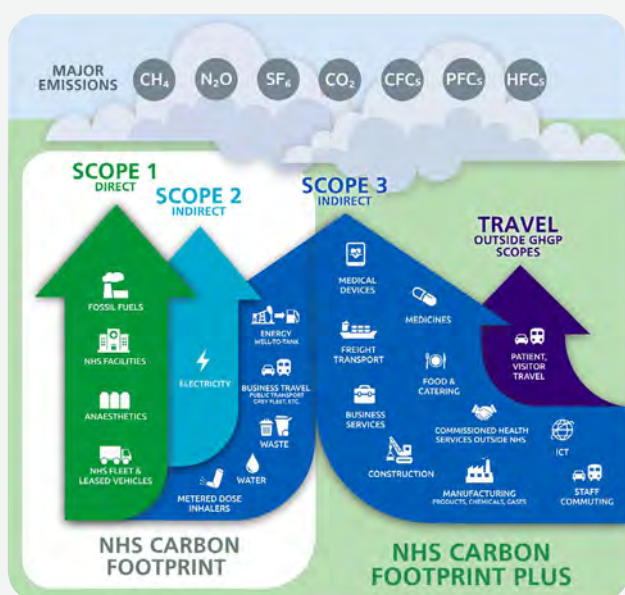 MAJOR
EMISSIONS
CH₄
N₂O
SF₆
CO₂
CFCs
PFCs
HFCs
SCOPE 1
DIRECT
FOSSIL FUELS
NHS FACILITIES
ANAESTHETICS
NHS FLEET &
LEASED VEHICLES
SCOPE 2
INDIRECT
ELECTRICITY
SCOPE 3
INDIRECT
ENERGY
WELL-TO-TANK
BUSINESS TRAVEL
PUBLIC TRANSPORT
GREY FLEET, ETC.
WASTE
WATER
METERED DOSE
INHALERS
MEDICAL
DEVICES
FREIGHT
TRANSPORT
BUSINESS
SERVICES
CONSTRUCTION
MEDICINES
FOOD &
CATERING
COMMISSIONED HEALTH
SERVICES OUTSIDE NHS
MANUFACTURING
PRODUCTS, CHEMICALS, GASES
ICT
STAFF
COMMUTING
TRAVEL
OUTSIDE GHGP
SCOPES
PATIENT,
VISITOR
TRAVEL
NHS CARBON
FOOTPRINT
NHS CARBON
FOOTPRINT PLUS